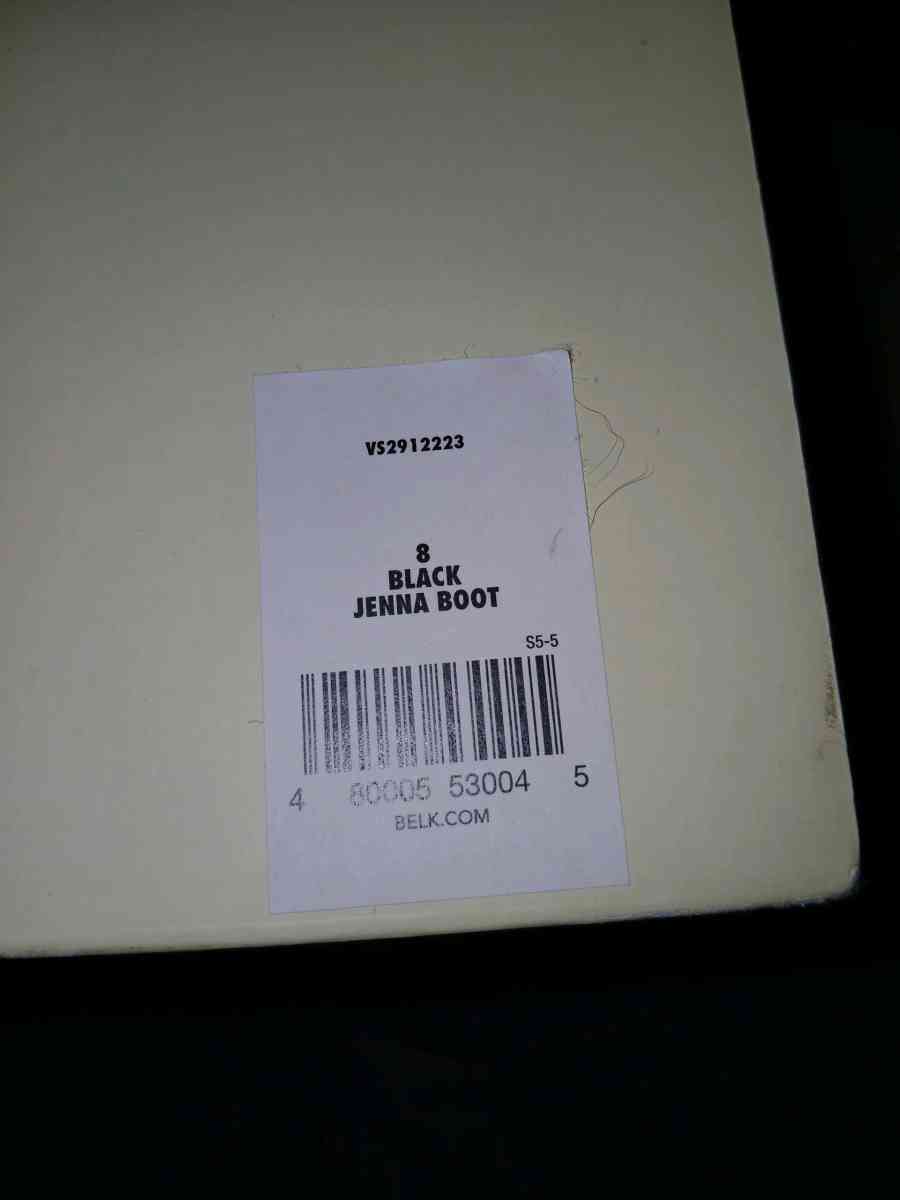 VS2912223
8
BLACK
JENNA BOOT
S5-5
4 80005 53004 5
BELK.COM